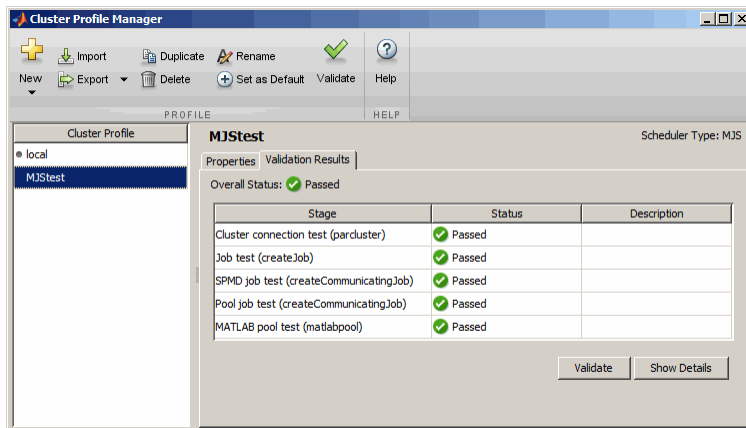 Cluster Profile Manager
Import Duplicate Rename
New Export Delete Set as Default Validate Help
PROFILE HELP
Cluster Profile
local
MJStest
MJStest Scheduler Type: MJS
Properties Validation Results
Overall Status: Passed
Stage Status Description
Cluster connection test (parcluster) Passed
Job test (createJob) Passed
SPMD job test (createCommunicatingJob) Passed
Pool job test (createCommunicatingJob) Passed
MATLAB pool test (matlabpool) Passed
Validate Show Details